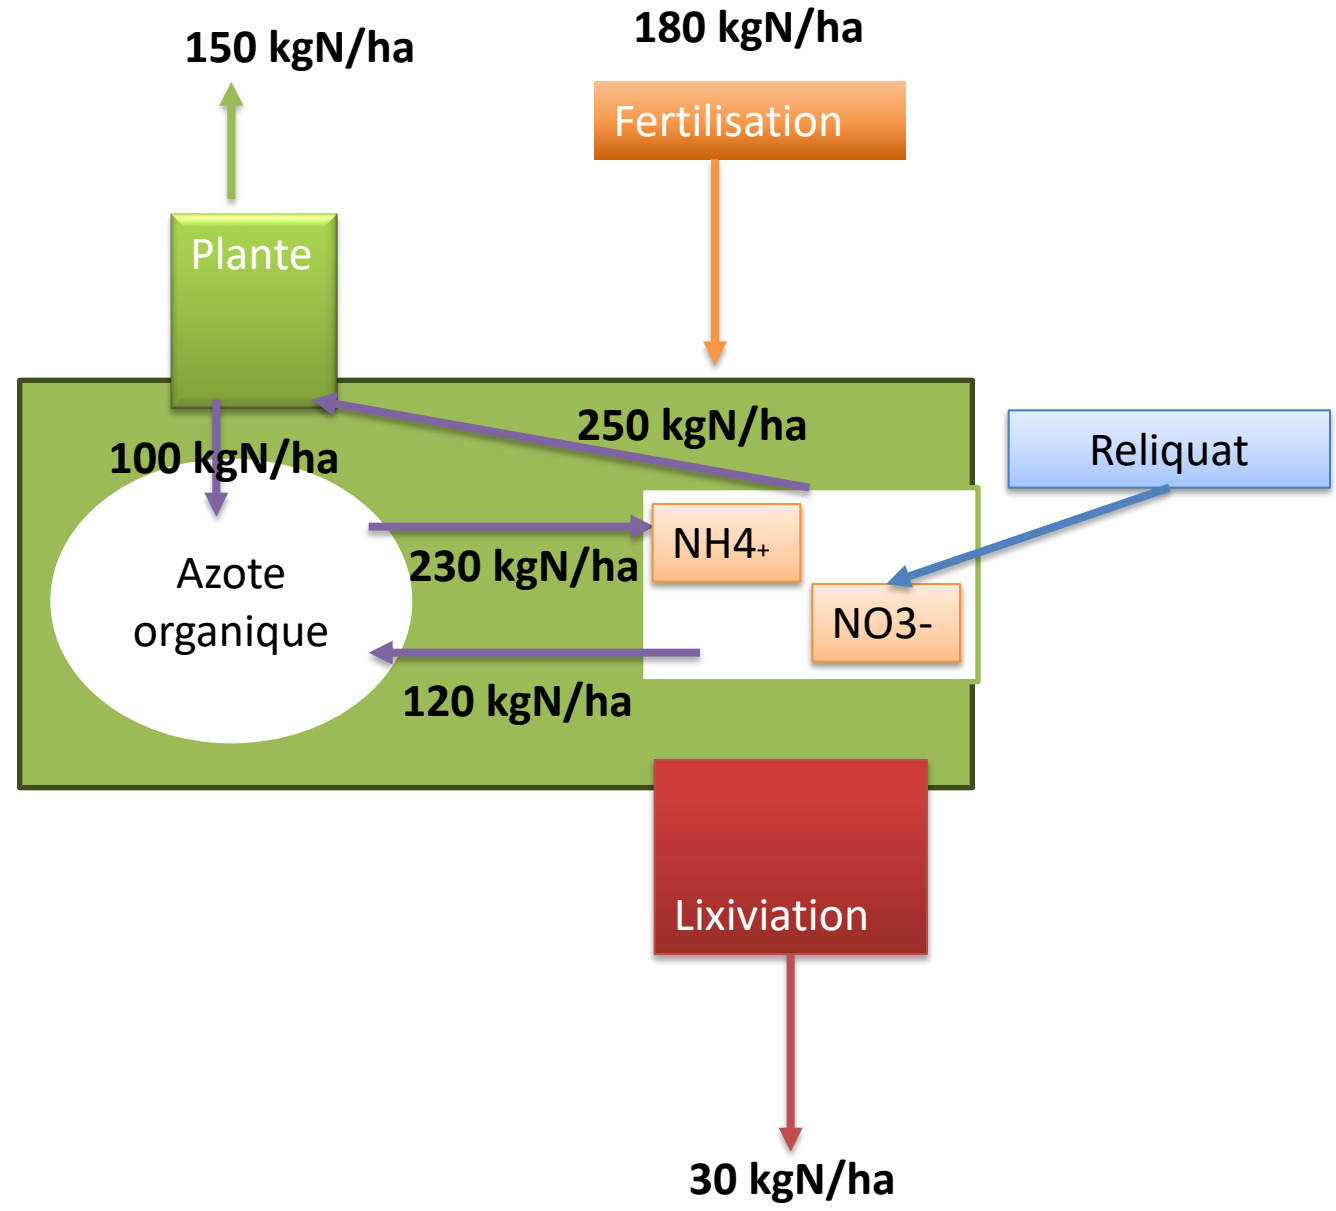 180 kgN/ha
150 kgN/ha
Fertilisation
Plante
250 kgN/ha
Reliquat
100 kgN/ha
NH4+
230 kgN/ha
Azote
organique
NO3-
120 kgN/ha
Lixiviation
30 kgN/ha